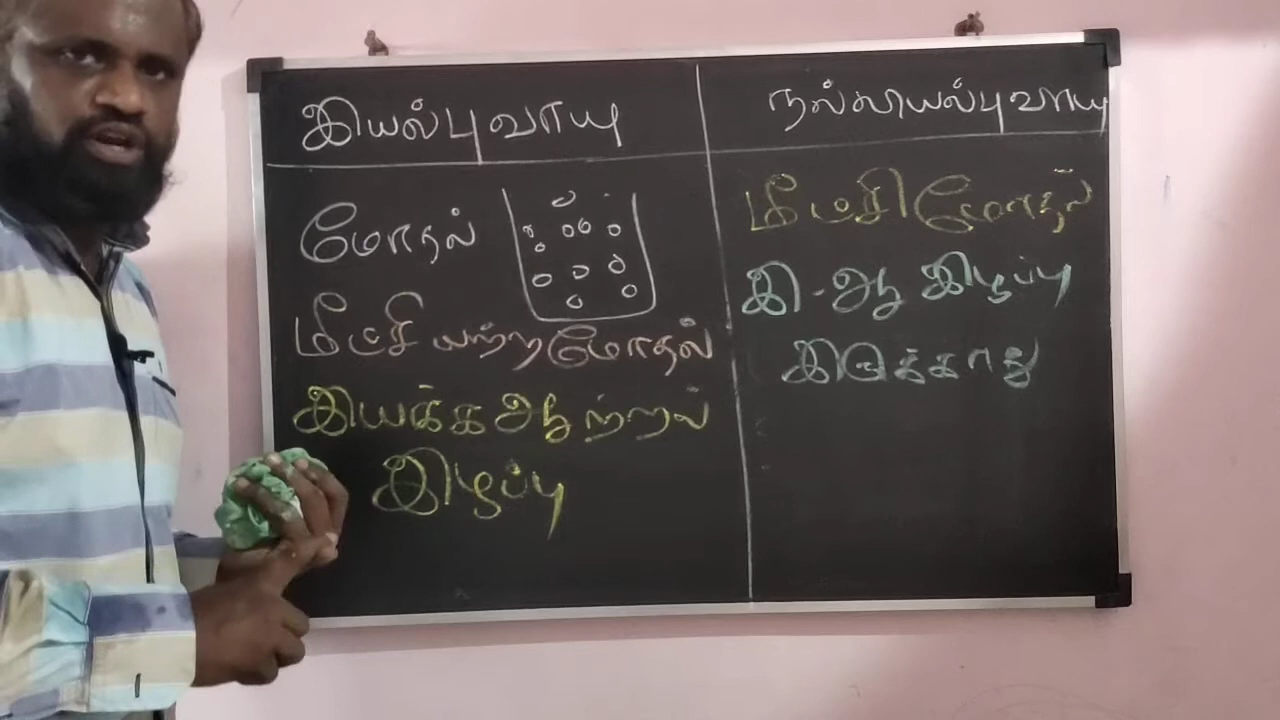 இயல்பு வாயு
மோதல்
மீட்சியற்ற மோதல்
இயக்க ஆற்றல்
இழப்பு
நல்லியல்பு வாயு
மீட்சி மோதல்
இ-ஆ இழப்பு
இருக்காது